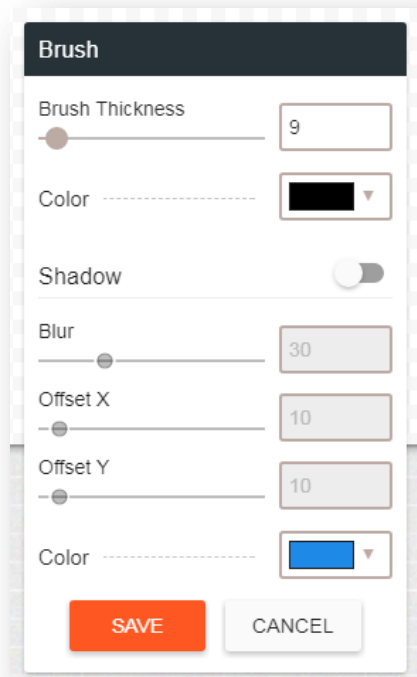 Brush
Brush Thickness
9
Color
Shadow
Blur
30
Offset X
10
Offset Y
10
Color
SAVE CANCEL